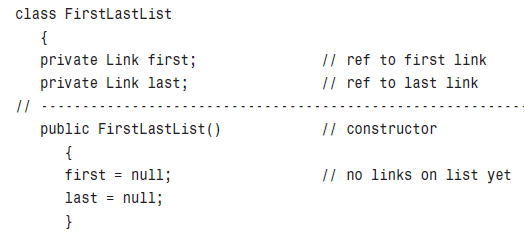 class FirstLastList
{
private Link first; // ref to first link
private Link last; // ref to last link
// -------------------------------------------------------------
public FirstLastList() // constructor
{
first = null; // no links on list yet
last = null;
}